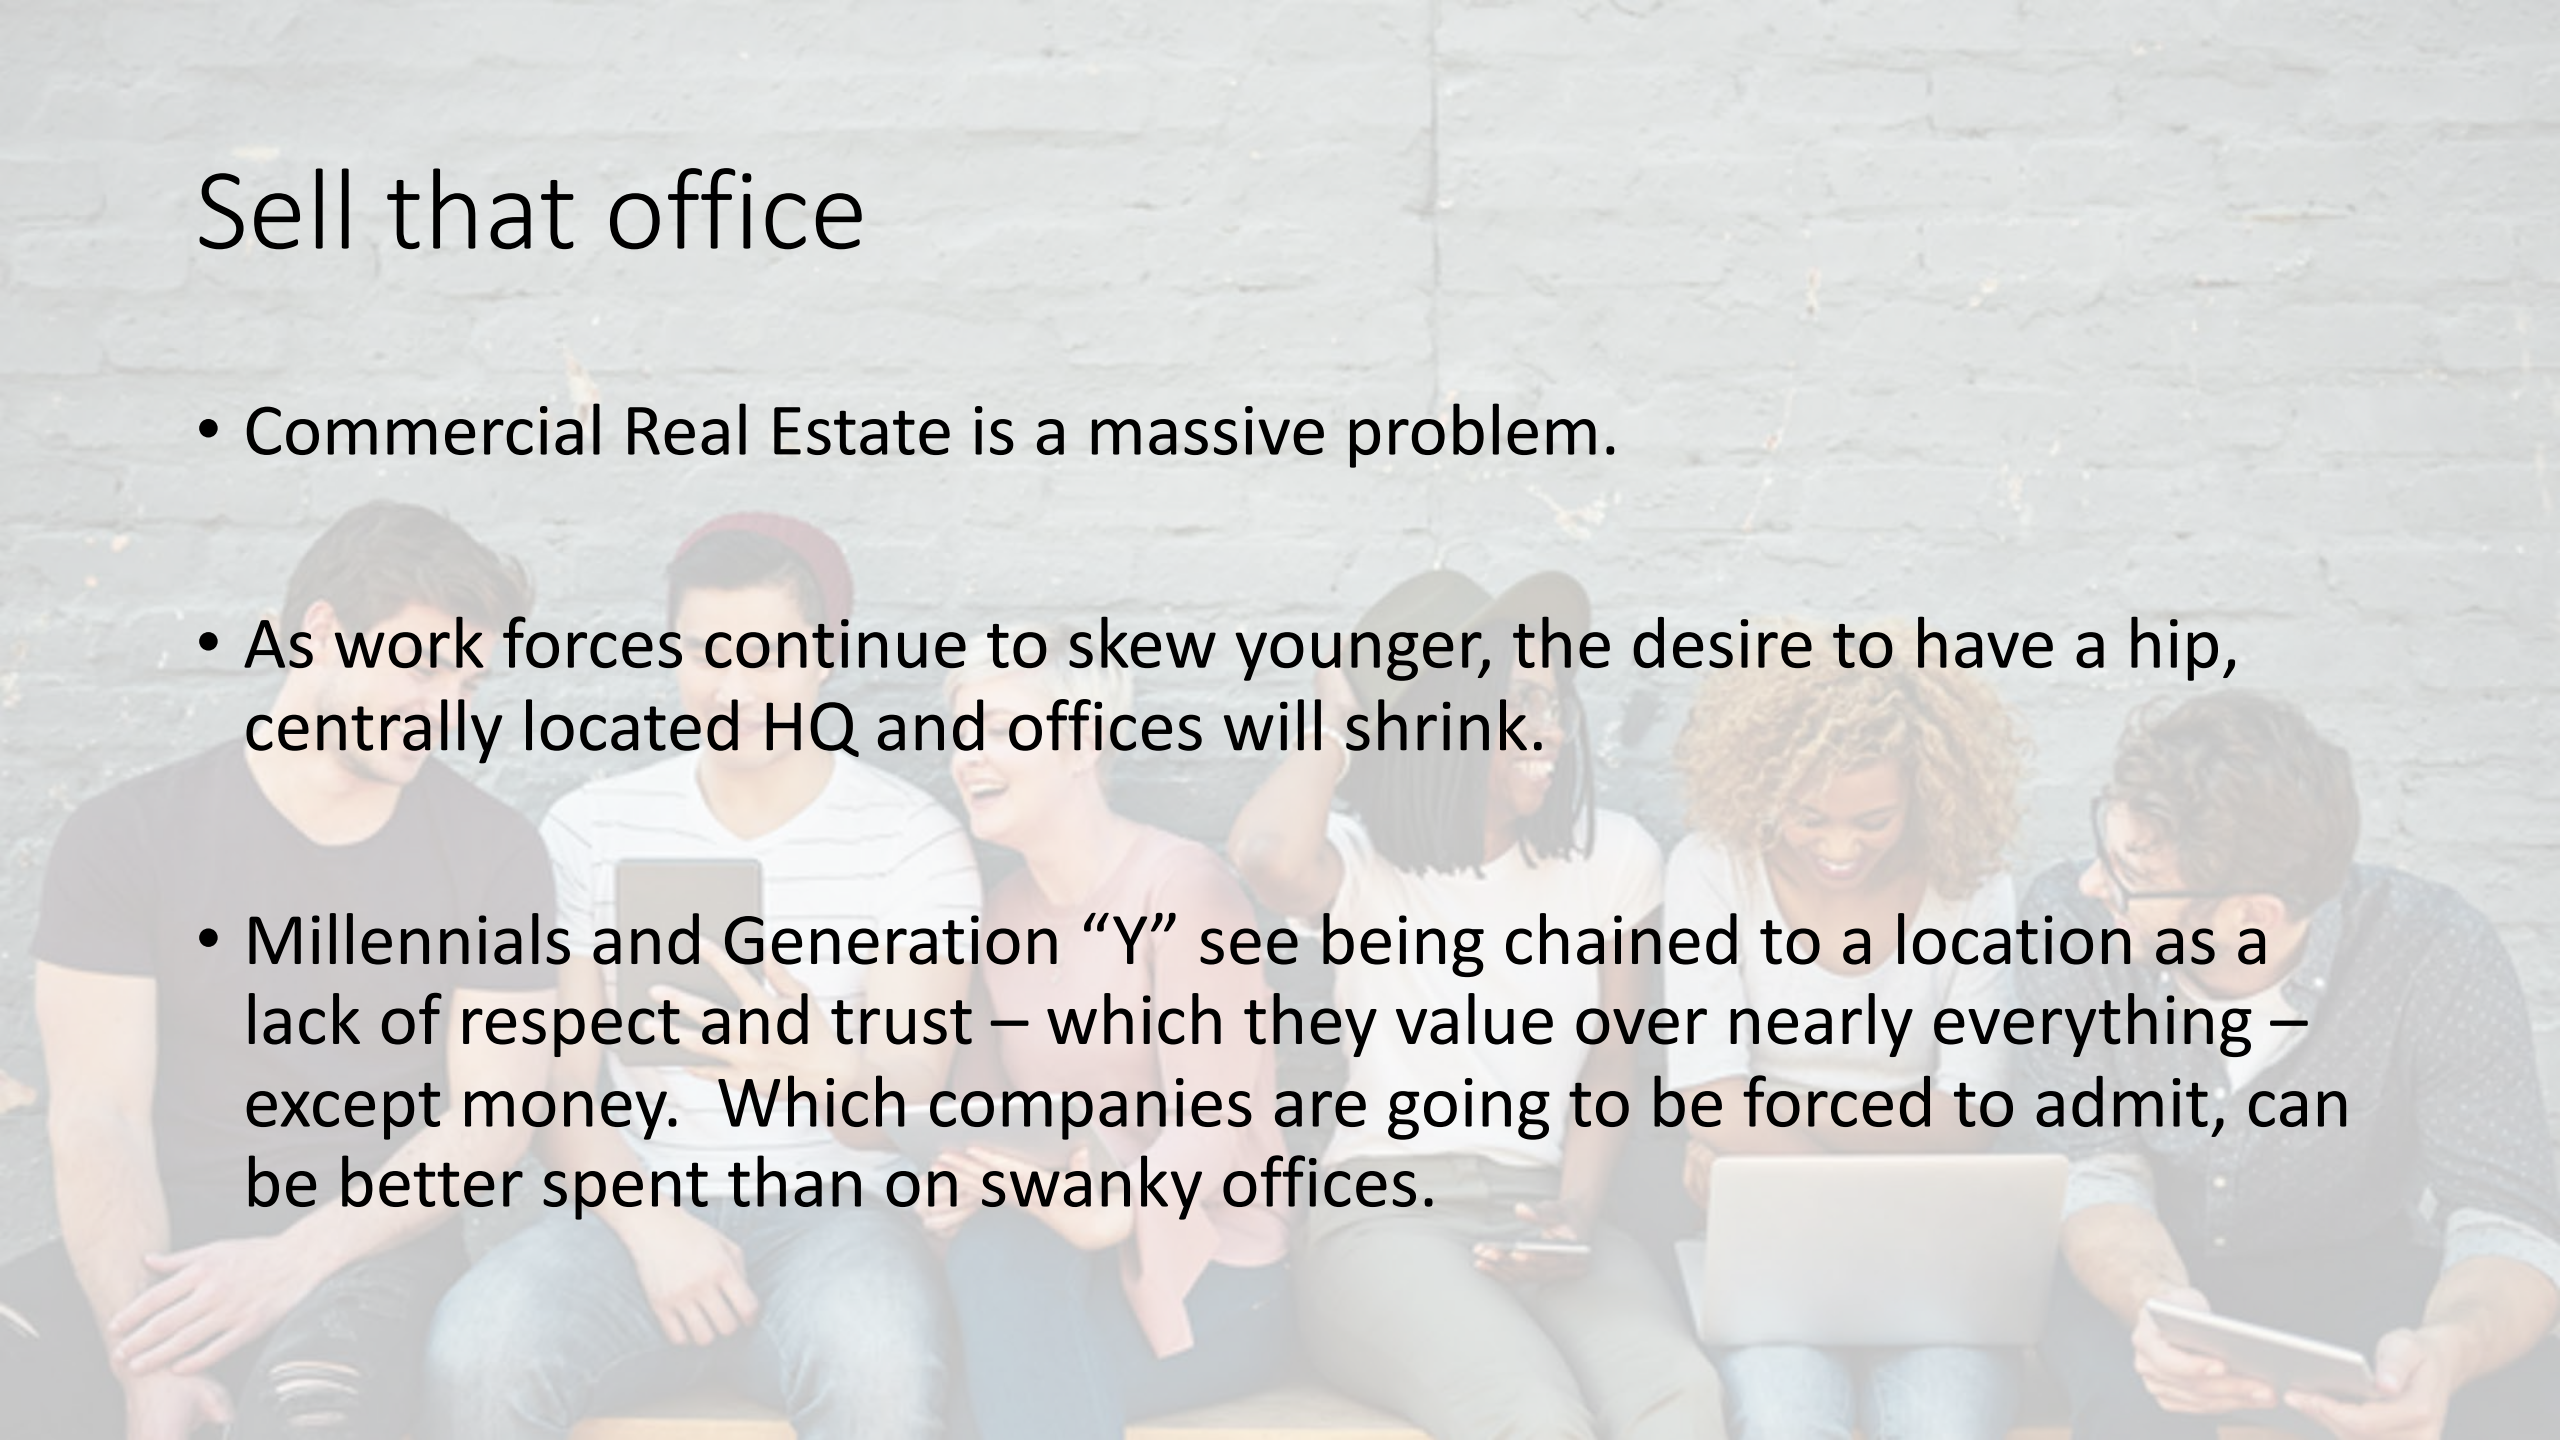 Sell that office
• Commercial Real Estate is a massive problem.
• As work forces continue to skew younger, the desire to have a hip,
centrally located HQ and offices will shrink.
• Millennials and Generation “Y” see being chained to a location as a
lack of respect and trust – which they value over nearly everything –
except money.  Which companies are going to be forced to admit, can
be better spent than on swanky offices.